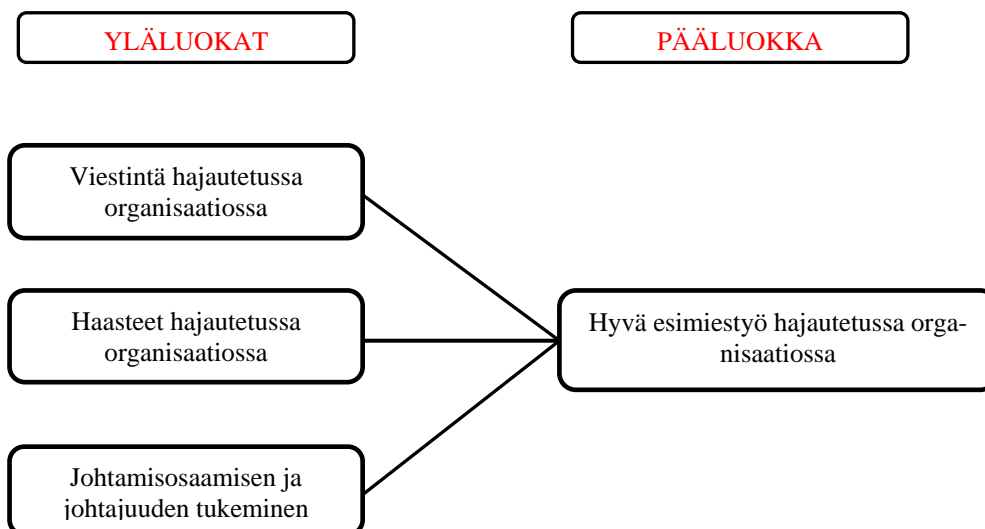 YLÄLUOKAT
PÄÄLUOKKA
Viestintä hajautetussa
organisaatiossa
Haasteet hajautetussa
organisaatiossa
Hyvä esimiestyö hajautetussa orga-
nisaatiossa
Johtamisosaamisen ja
johtajuuden tukeminen